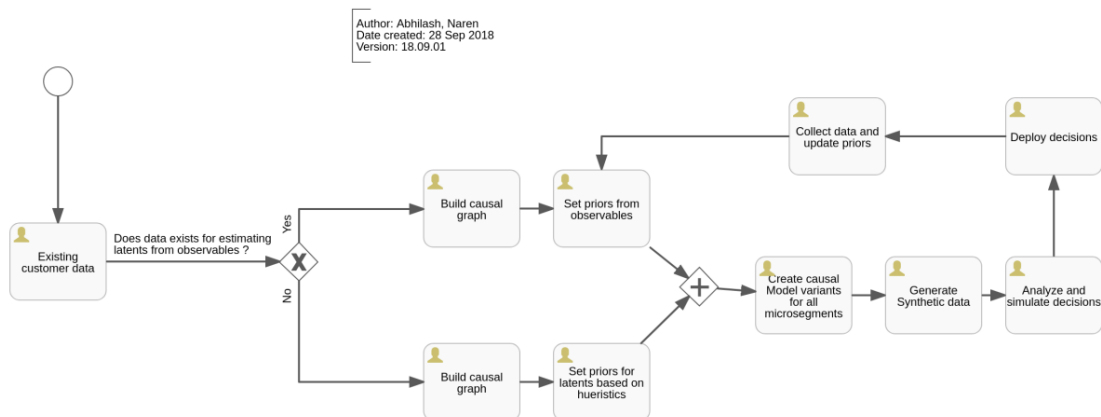 Author: Abhilash, Naren
Date created: 28 Sep 2018
Version: 18.09.01
Existing
customer data
Does data exists for estimating
latents from observables ?
Yes
No
Build causal
graph
Set priors from
observables
Collect data and
update priors
Deploy decisions
Build causal
graph
Set priors for
latents based on
hueristics
Create causal
Model variants
for all
microsegments
Generate
Synthetic data
Analyze and
simulate decisions